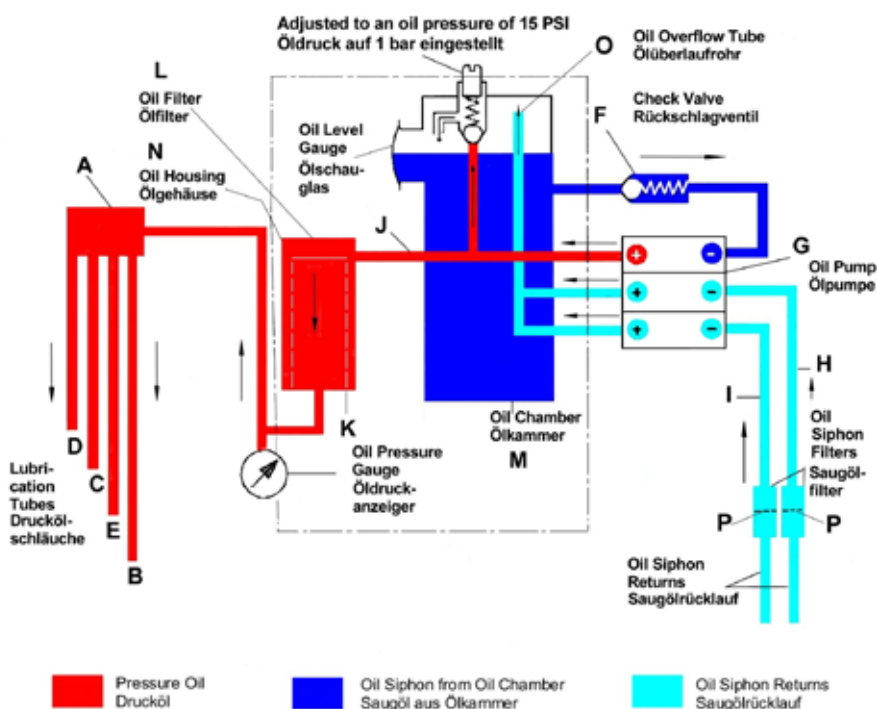 Adjusted to an oil pressure of 15 PSI
Öldruck auf 1 bar eingestellt
O
Oil Overflow Tube
Ölüberlaufrohr
L
Oil Filter
Ölfilter
Oil Level
Gauge
Ölschau-
glas
F
Check Valve
Rückschlagventil
A
N
Oil Housing
Ölgehäuse
J
+
-
G
Oil Pump
Ölpumpe
+
-
+
-
H
I
D
C
E
B
Lubri-
cation
Tubes
Drucköl-
schläuche
K
Oil Pressure
Gauge
Öldruck-
anzeiger
Oil Chamber
Ölkammer
M
Oil
Siphon
Filters
Saugöl-
filter
P
P
Oil Siphon
Returns
Saugölrücklauf
Pressure Oil
Drucköl
Oil Siphon from Oil Chamber
Saugöl aus Ölkammer
Oil Siphon Returns
Saugölrücklauf